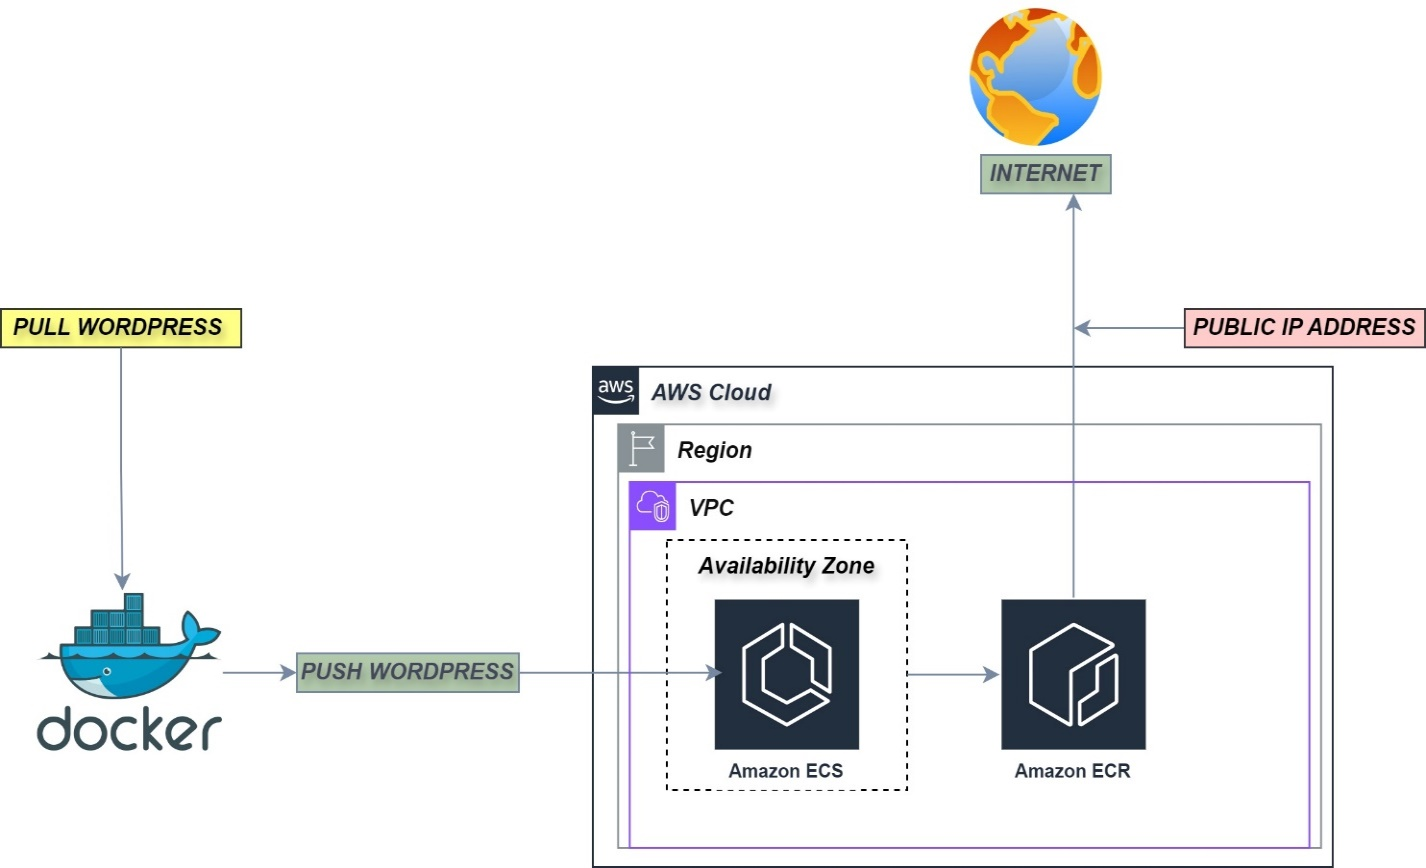 INTERNET
PULL WORDPRESS
PUBLIC IP ADDRESS
aws
AWS Cloud
Region
VPC
Availability Zone
PUSH WORDPRESS
docker
Amazon ECS
Amazon ECR